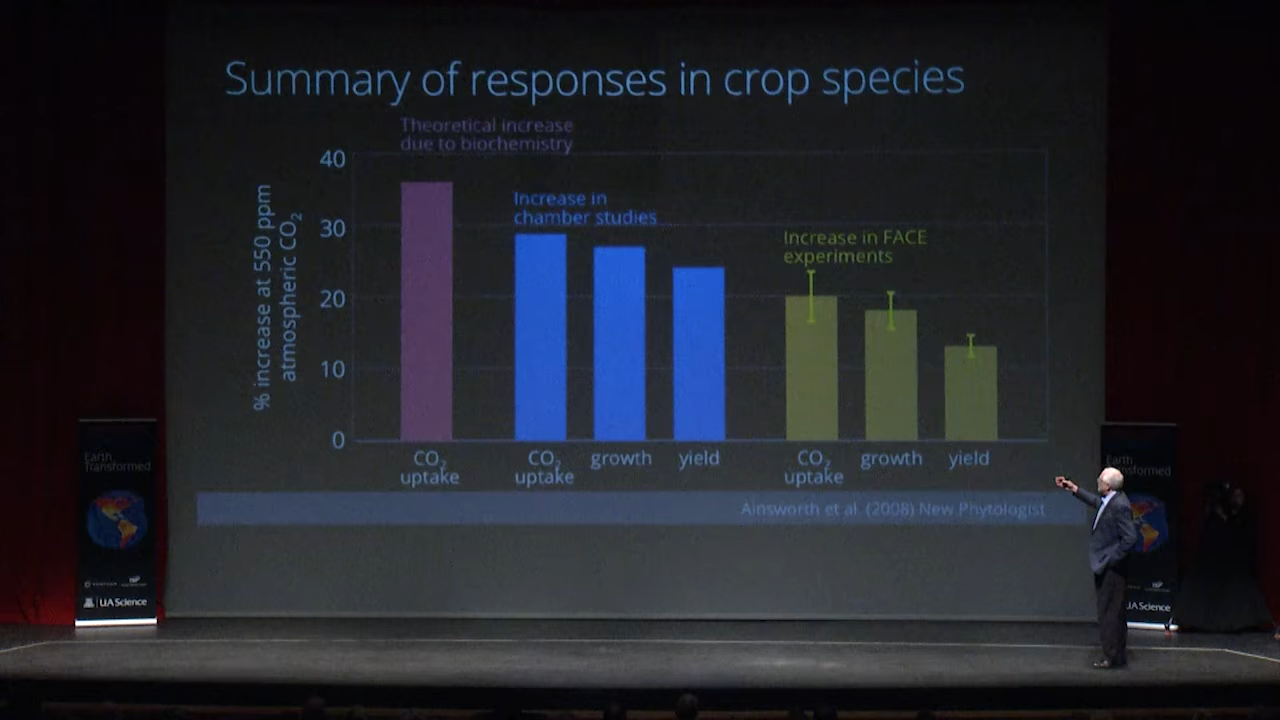 Summary of responses in crop species
Theoretical increase
due to biochemistry
Increase in
chamber studies
Increase in FACE
experiments
% increase at 550 ppm
atmospheric CO₂
40
30
20
10
0
CO₂
uptake
CO₂
uptake
growth
yield
CO₂
uptake
growth
yield
Ainsworth et al. (2008) New Phytologist
Earth
Transformed
UA Science
Earth
UA Science